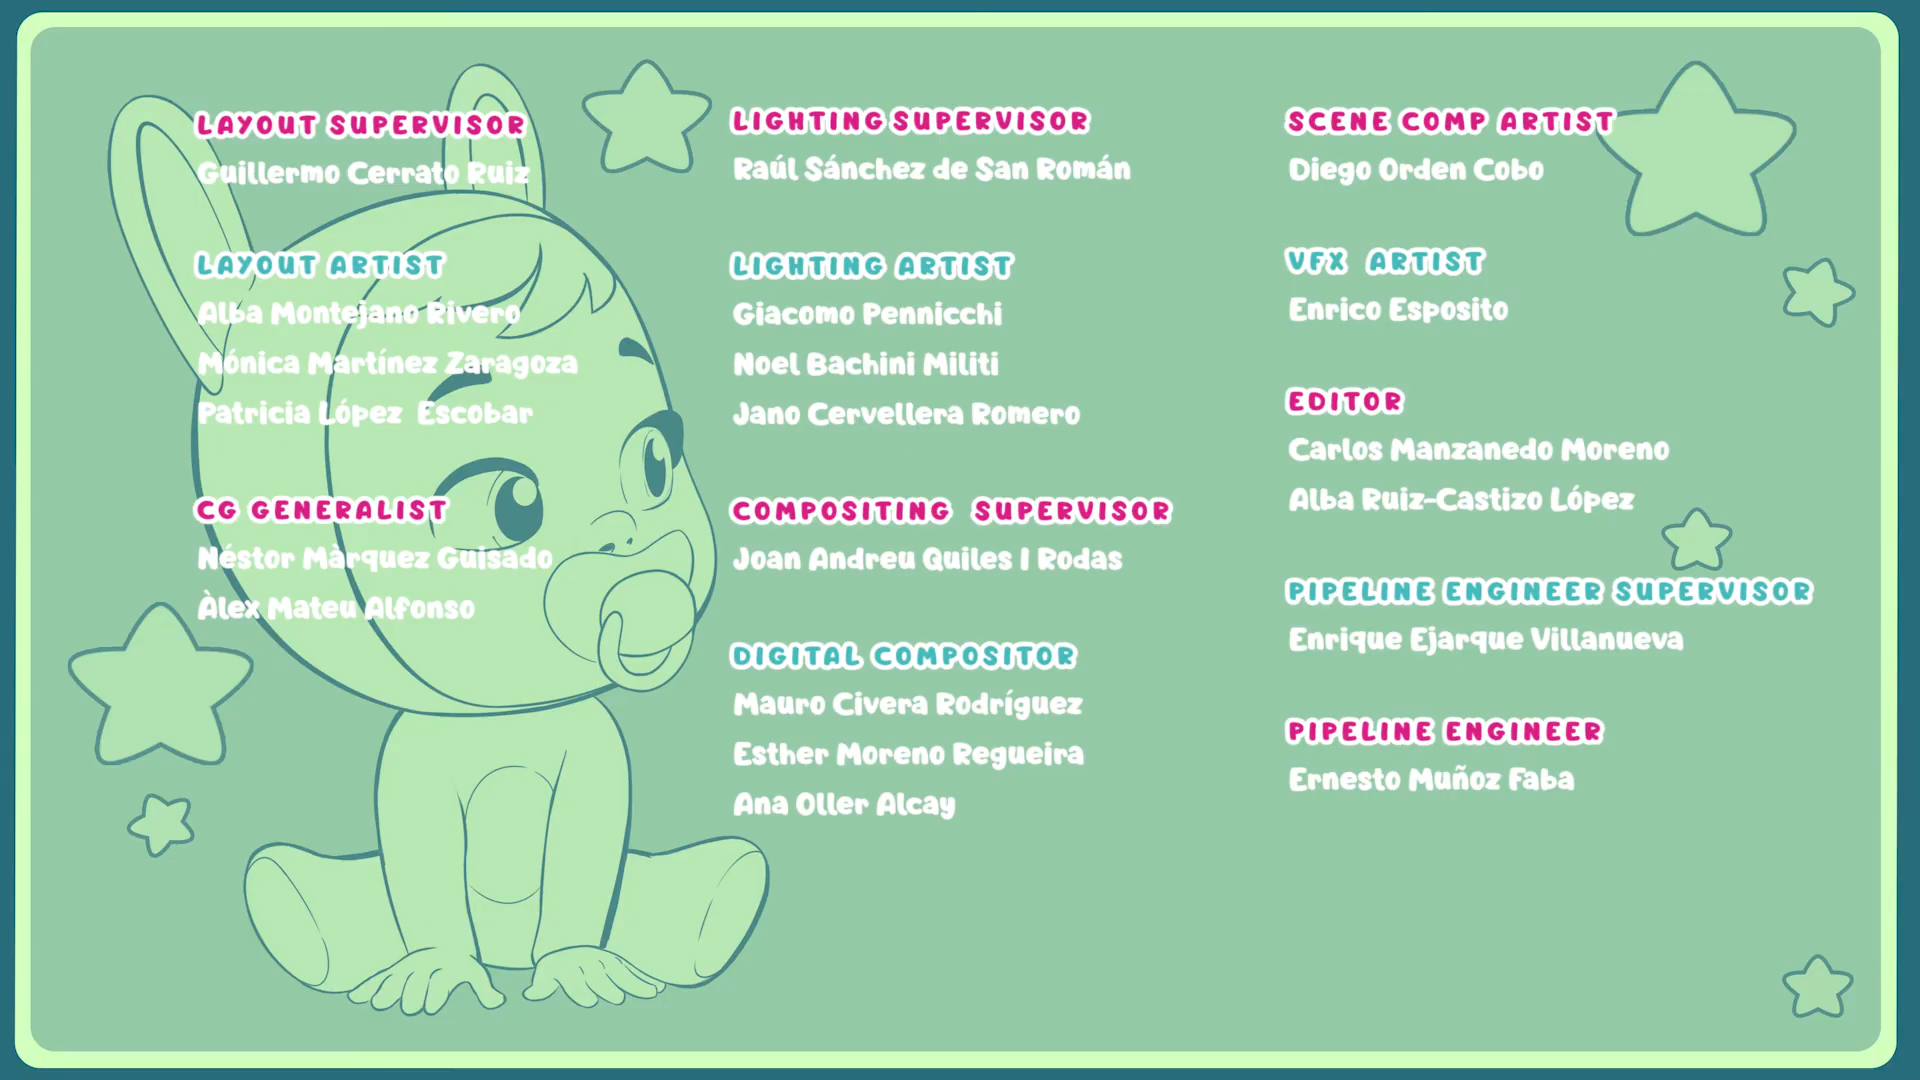 LAYOUT SUPERVISOR
Guillermo Cerrato Ruiz
LAYOUT ARTIST
Alba Montejano Rivero
Mónica Martínez Zaragoza
Patricia López Escobar
CG GENERALIST
Néstor Màrquez Guisado
Àlex Mateu Alfonso
LIGHTING SUPERVISOR
Raúl Sánchez de San Román
LIGHTING ARTIST
Giacomo Pennicchi
Noel Bachini Militi
Jano Cervellera Romero
COMPOSITING SUPERVISOR
Joan Andreu Quiles I Rodas
DIGITAL COMPOSITOR
Mauro Civera Rodríguez
Esther Moreno Regueira
Ana Oller Alcay
SCENE COMP ARTIST
Diego Orden Cobo
VFX ARTIST
Enrico Esposito
EDITOR
Carlos Manzanedo Moreno
Alba Ruiz-Castizo López
PIPELINE ENGINEER SUPERVISOR
Enrique Ejarque Villanueva
PIPELINE ENGINEER
Ernesto Muñoz Faba